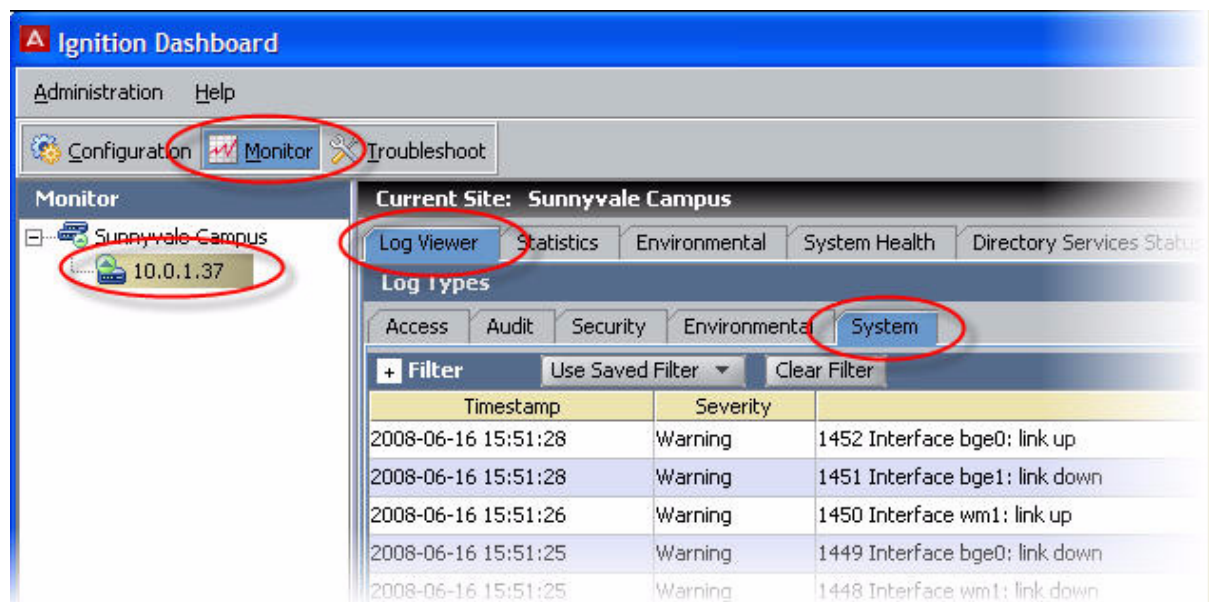 Ignition Dashboard
Administration Help
Configuration Monitor Troubleshoot
Monitor
Current Site: Sunnyvale Campus
Sunnyvale Campus
10.0.1.37
Log Viewer Statistics Environmental System Health Directory Services Status
Log Types
Access Audit Security Environmental System
+ Filter Use Saved Filter Clear Filter
Timestamp Severity
2008-06-16 15:51:28 Warning 1452 Interface bge0: link up
2008-06-16 15:51:28 Warning 1451 Interface bge1: link down
2008-06-16 15:51:26 Warning 1450 Interface wm1: link up
2008-06-16 15:51:25 Warning 1449 Interface bge0: link down
2008-06-16 15:51:25 Warning 1448 Interface wm1: link down